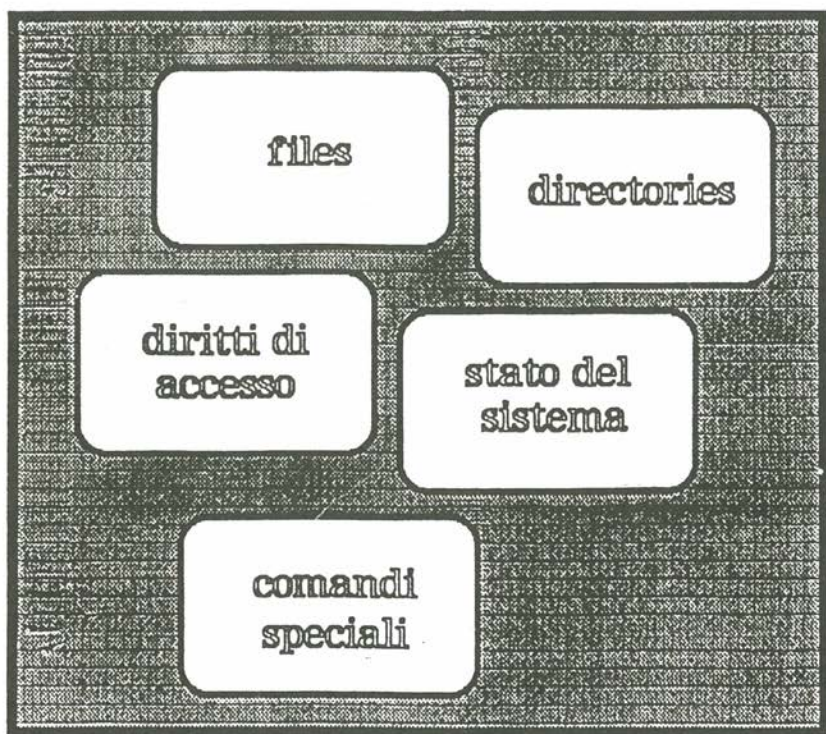 files
directories
diritti di
accesso
stato del
sistema
comandi
speciali